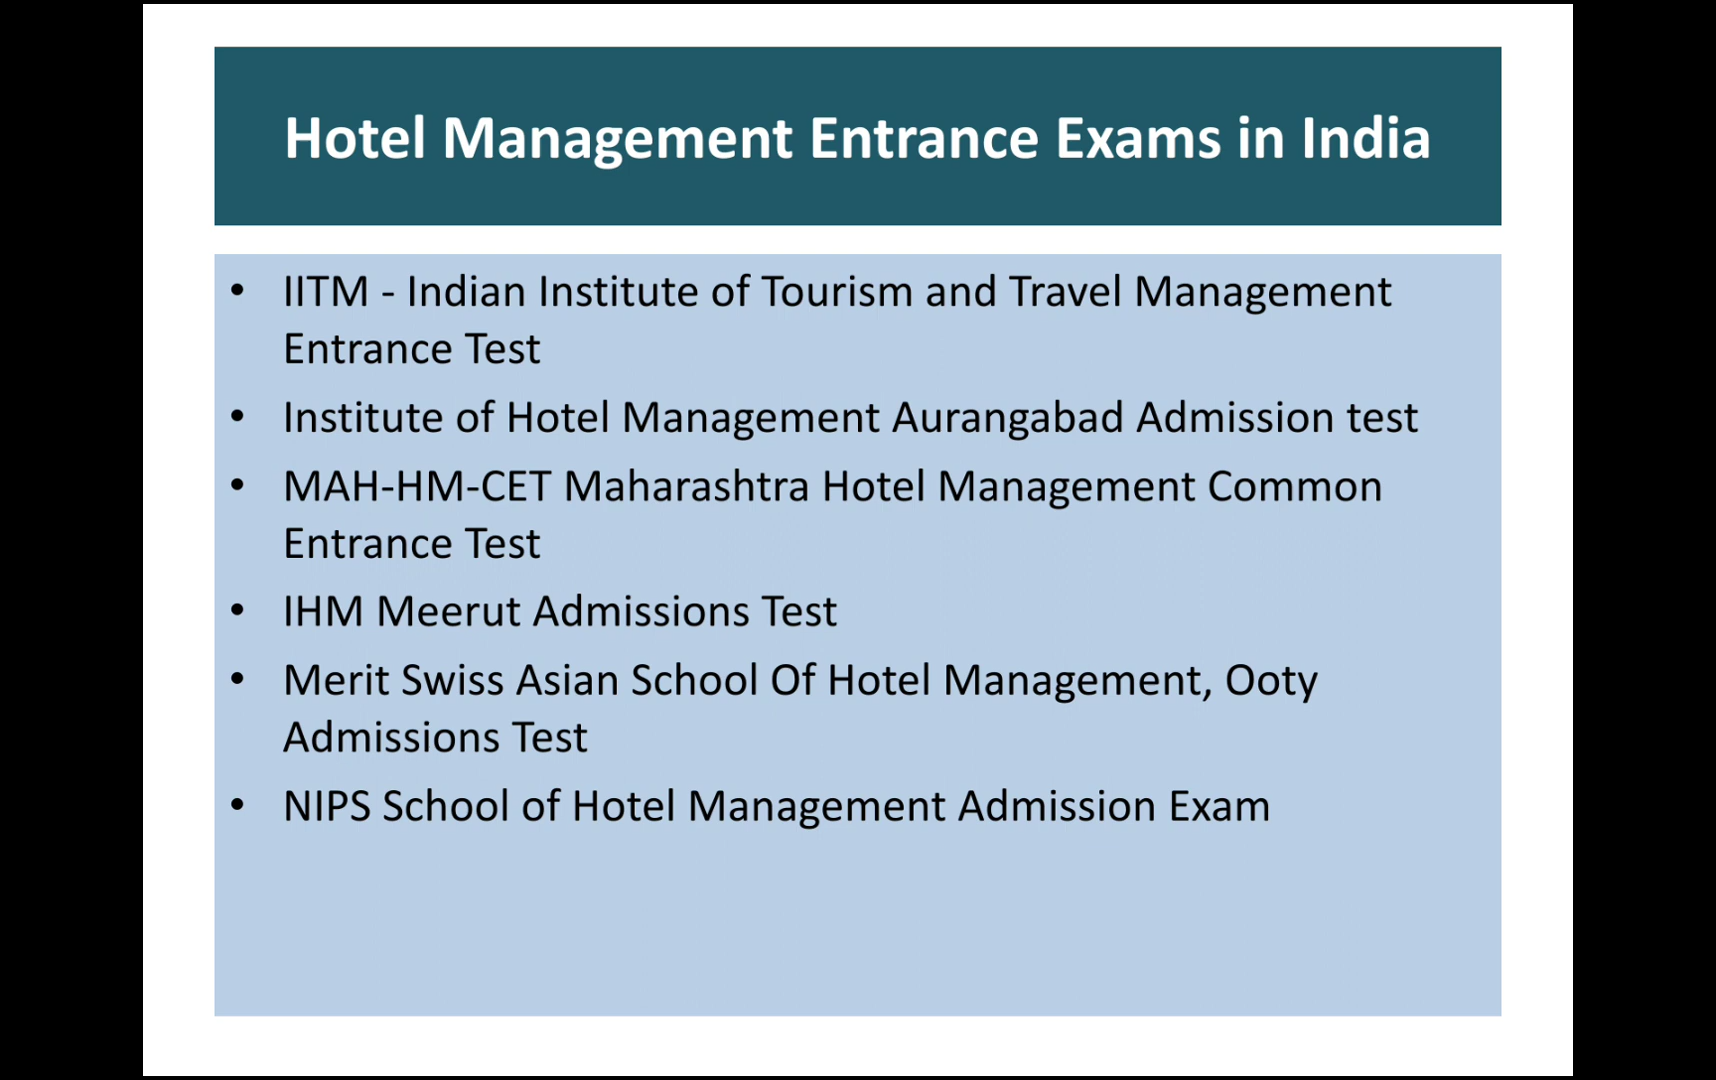 Hotel Management Entrance Exams in India
• IITM - Indian Institute of Tourism and Travel Management
Entrance Test
• Institute of Hotel Management Aurangabad Admission test
• MAH-HM-CET Maharashtra Hotel Management Common
Entrance Test
• IHM Meerut Admissions Test
• Merit Swiss Asian School Of Hotel Management, Ooty
Admissions Test
• NIPS School of Hotel Management Admission Exam